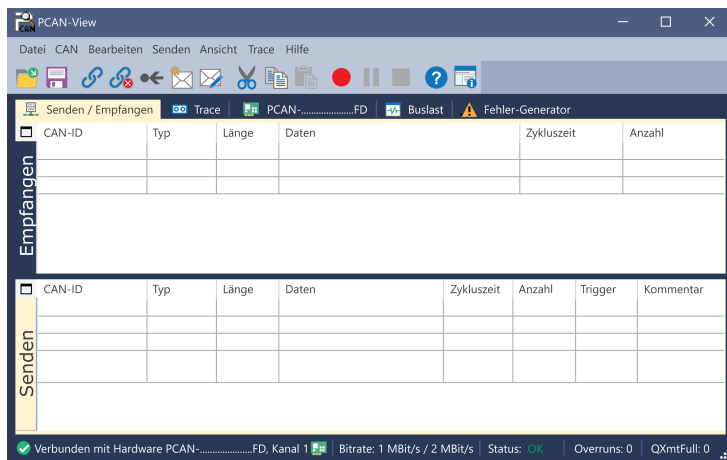 CAN PCAN-View
Datei CAN Bearbeiten Senden Ansicht Trace Hilfe
Senden / Empfangen Trace PCAN-.....................FD Buslast Fehler-Generator
CAN-ID Typ Länge Daten Zykluszeit Anzahl
Empfangen
CAN-ID Typ Länge Daten Zykluszeit Anzahl Trigger Kommentar
Senden
Verbunden mit Hardware PCAN-.....................FD, Kanal 1 Bitrate: 1 MBit/s / 2 MBit/s Status: OK Overruns: 0 QXmtFull: 0